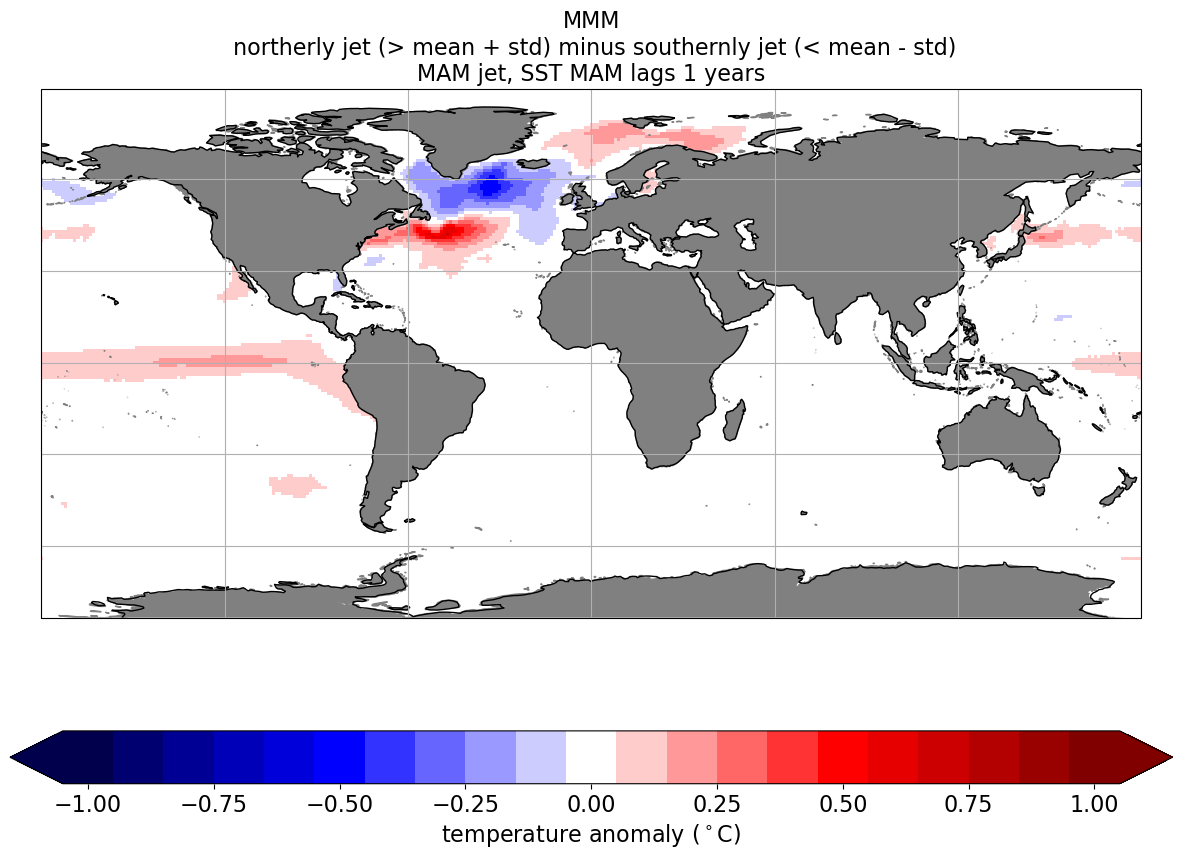 MMM
northerly jet (> mean + std) minus southernly jet (< mean - std)
MAM jet, SST MAM lags 1 years
−1.00 −0.75 −0.50 −0.25 0.00 0.25 0.50 0.75 1.00
temperature anomaly (°C)